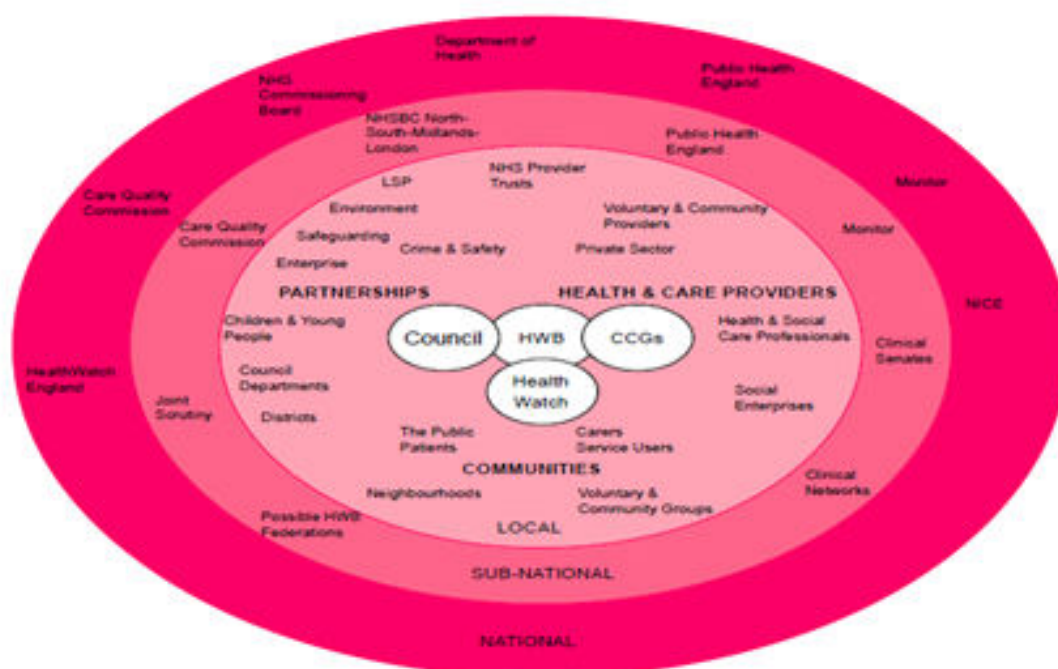 Department of
Health
Public Health
England
NHS
Commissioning
Board
NHSBC North-
South-Midlands-
London
Public Health
England
Care Quality
Commission
Monitor
LSP
NHS Provider
Trusts
Care Quality
Commission
Environment
Voluntary & Community
Providers
Monitor
Safeguarding
Crime & Safety
Private Sector
Enterprise
PARTNERSHIPS
HEALTH & CARE PROVIDERS
NICE
Children & Young
People
Council
HWB
CCGs
Health & Social
Care Professionals
Clinical
Senates
HealthWatch
England
Council
Departments
Health
Watch
Social
Enterprises
Joint
Scrutiny
Districts
The Public
Patients
Carers
Service Users
COMMUNITIES
Clinical
Networks
Neighbourhoods
Voluntary &
Community Groups
Possible HWB
Federations
LOCAL
SUB-NATIONAL
NATIONAL